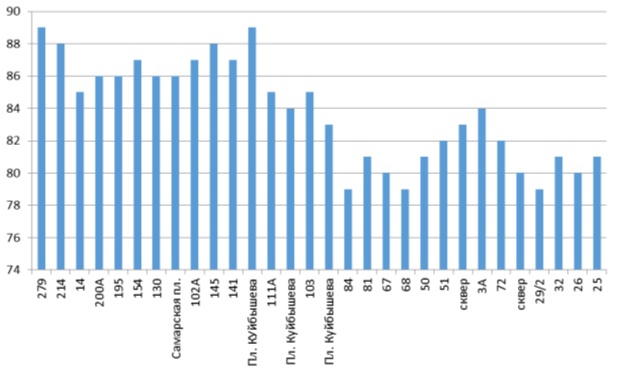 90
88
86
84
82
80
78
76
74
279
214
14
200А
195
154
130
Самарская пл.
102А
145
141
Пл. КУйбышева
111А
Пл. Куйбышева
103
Пл. Куйбышева
84
81
67
68
50
51
сквер
3А
72
сквер
29/2
32
26
25